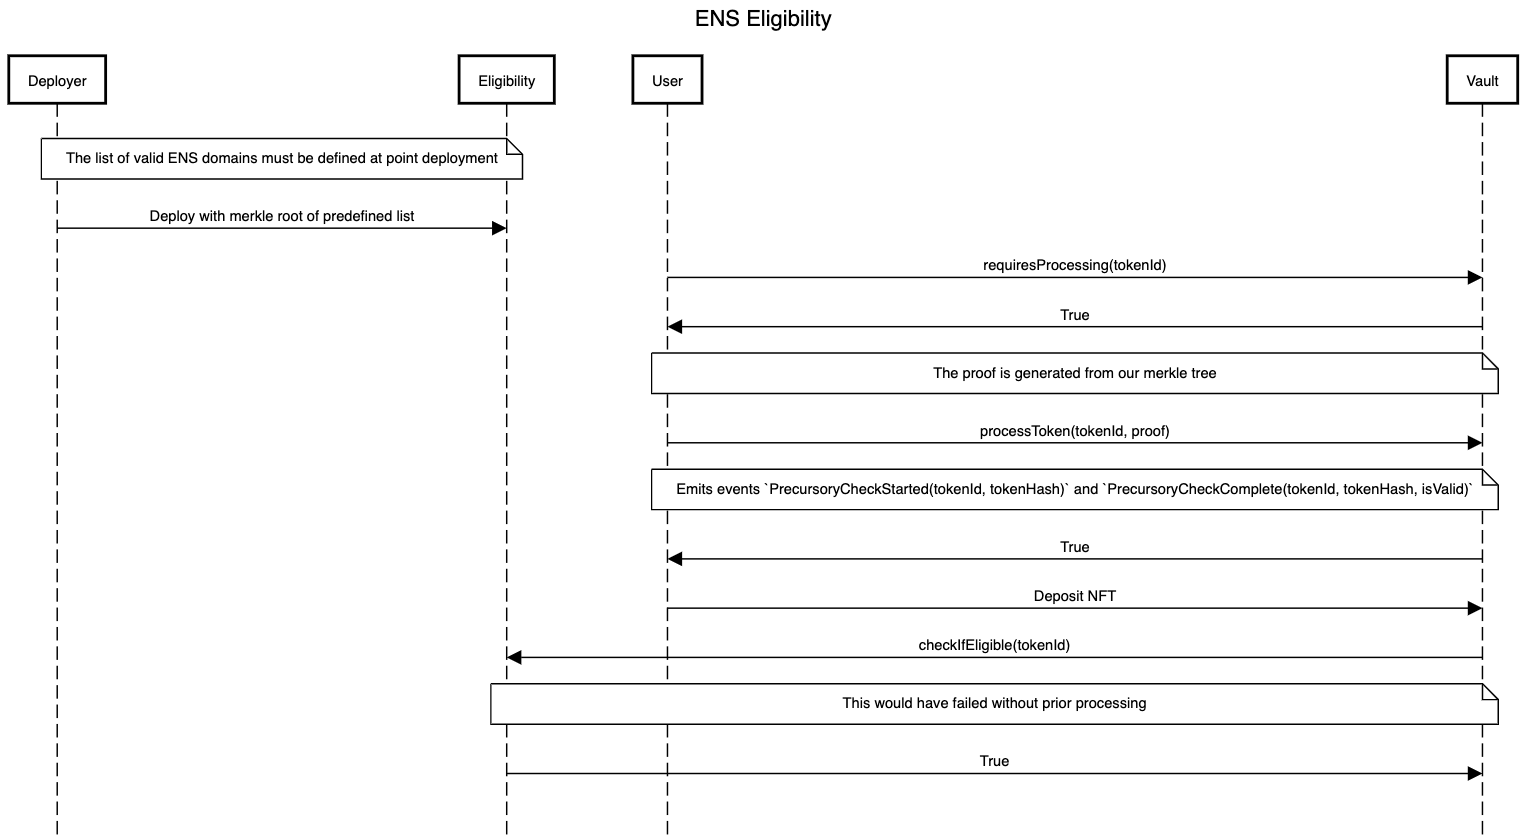 ENS Eligibility
Deployer
Eligibility
User
Vault
The list of valid ENS domains must be defined at point deployment
Deploy with merkle root of predefined list
requiresProcessing(tokenId)
True
The proof is generated from our merkle tree
processToken(tokenId, proof)
Emits events `PrecursoryCheckStarted(tokenId, tokenHash)` and `PrecursoryCheckComplete(tokenId, tokenHash, isValid)`
True
Deposit NFT
checkIfEligible(tokenId)
This would have failed without prior processing
True